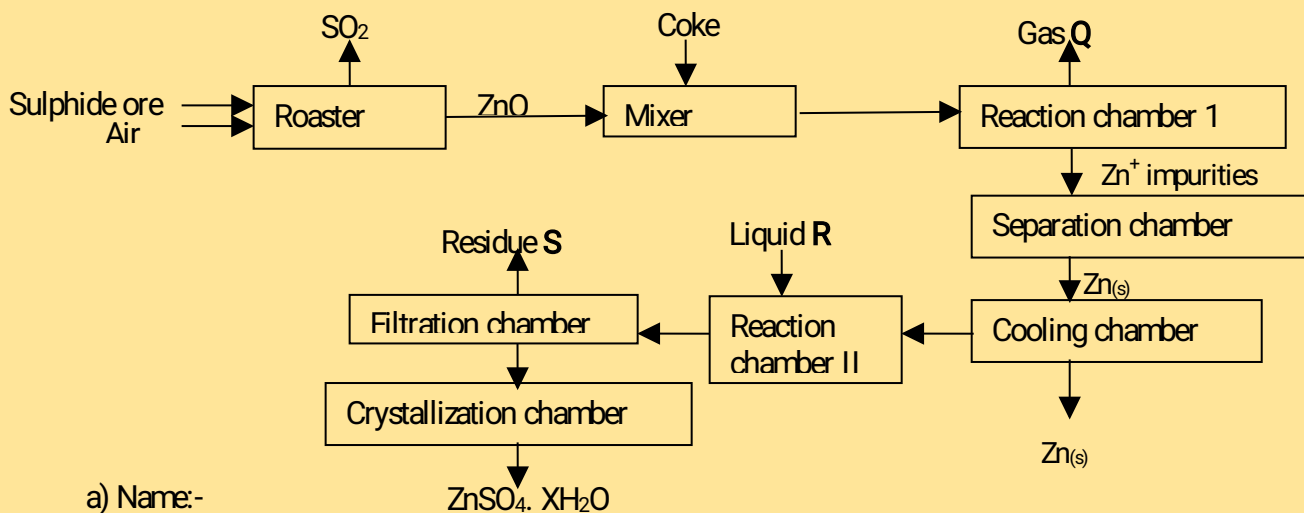 SO₂ Coke Gas Q
Sulphide ore
Air
Roaster
ZnO
Mixer
Reaction chamber 1
Zn⁺ impurities
Separation chamber
Residue S
Liquid R
Zn(s)
Filtration chamber
Reaction
chamber II
Cooling chamber
Crystallization chamber
Zn(s)
a) Name:-
ZnSO₄. XH₂O